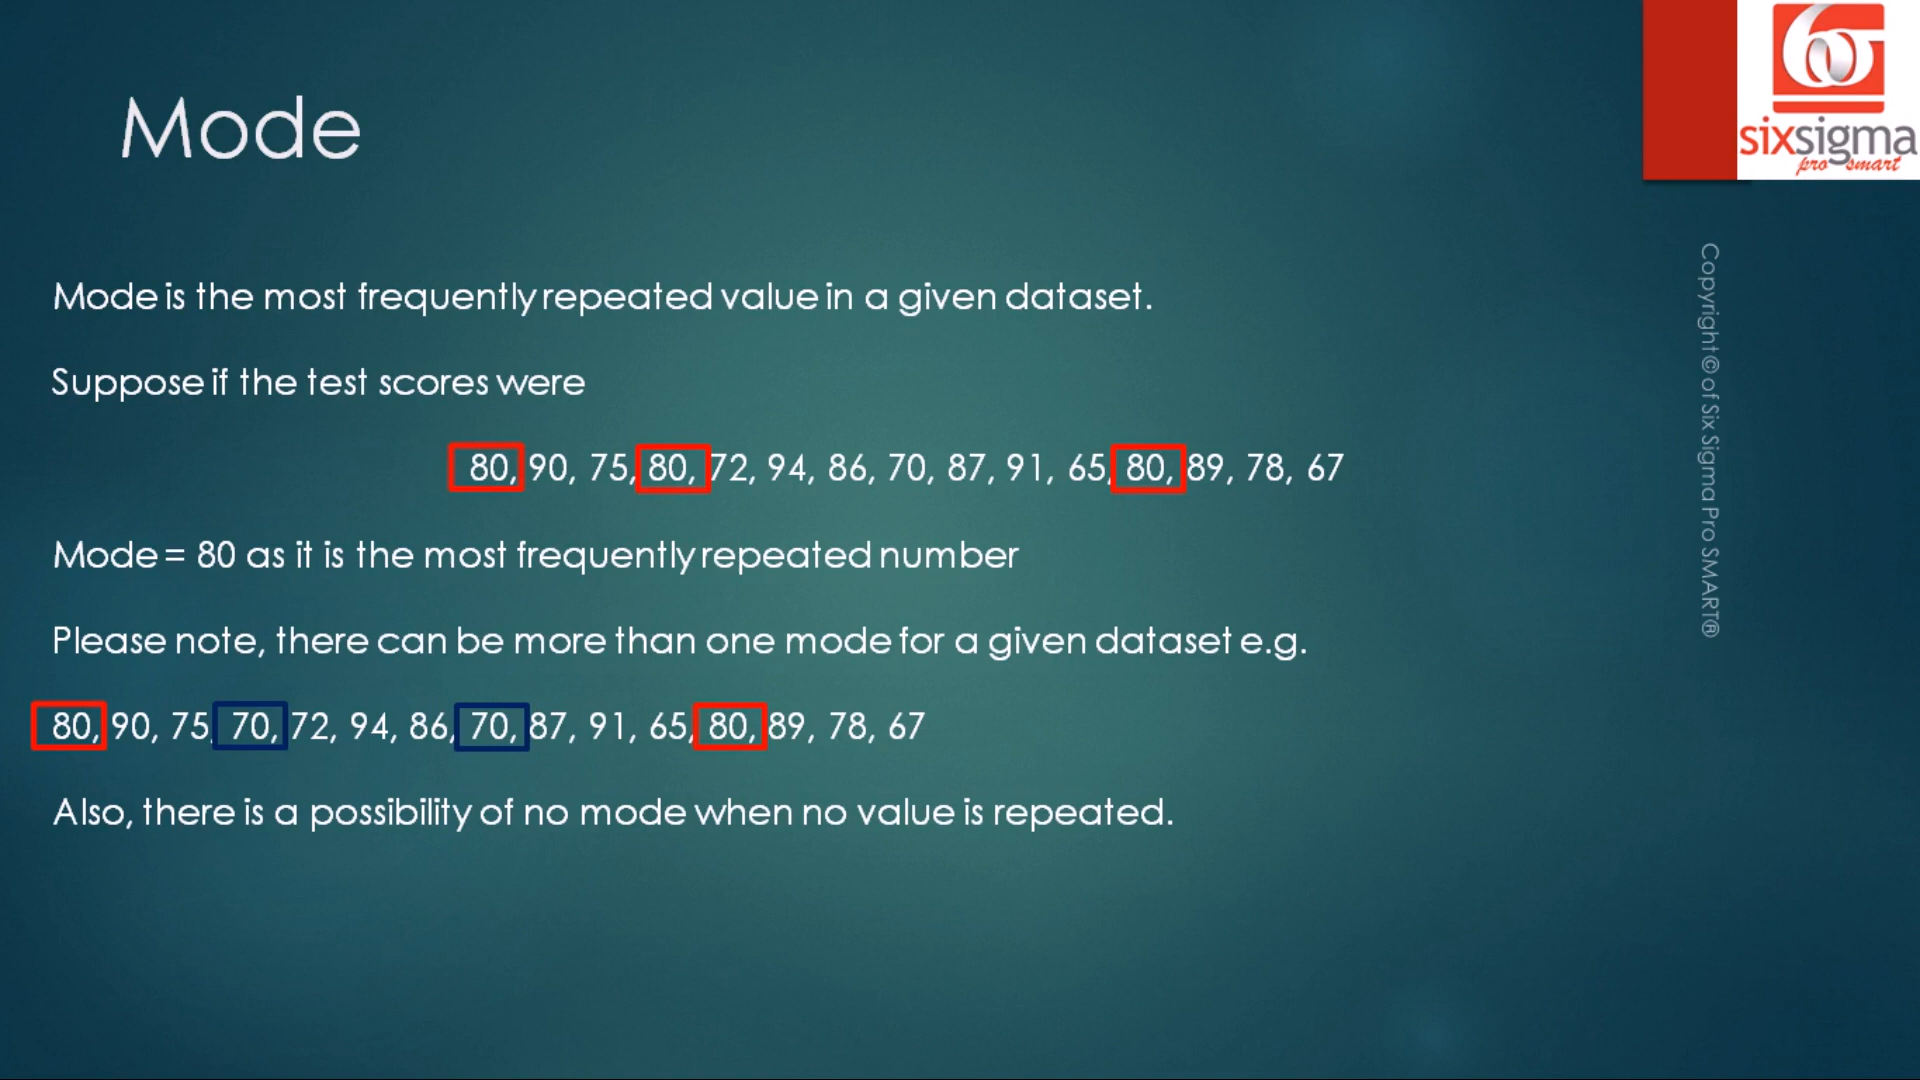 Mode
sixsigma
pro smart
Mode is the most frequently repeated value in a given dataset.
Suppose if the test scores were
80, 90, 75, 80, 72, 94, 86, 70, 87, 91, 65, 80, 89, 78, 67
Mode = 80 as it is the most frequently repeated number
Please note, there can be more than one mode for a given dataset e.g.
80, 90, 75, 70, 72, 94, 86, 70, 87, 91, 65, 80, 89, 78, 67
Also, there is a possibility of no mode when no value is repeated.
Copyright © of Six Sigma Pro SMART®